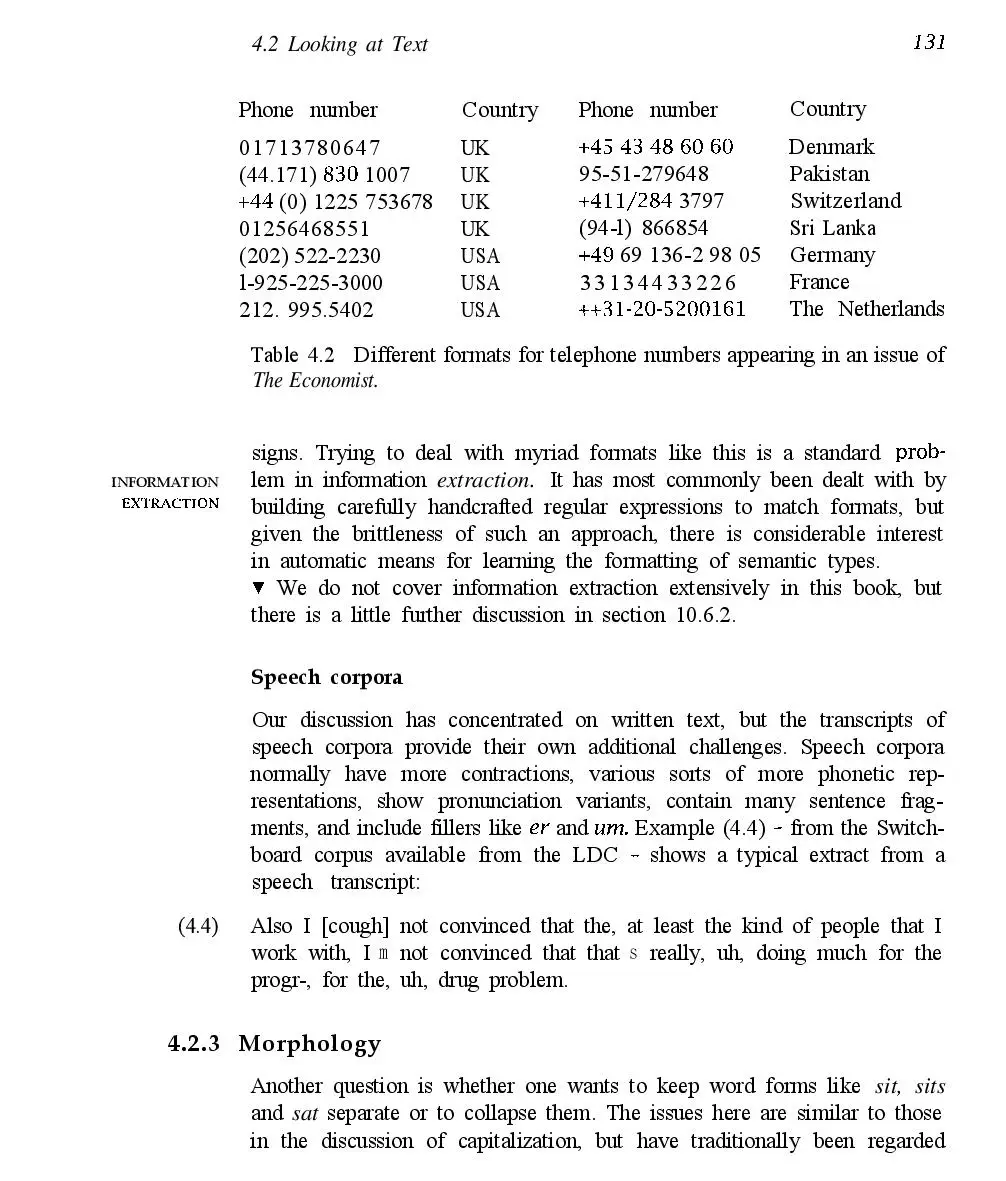 4.2 Looking at Text 131
Phone number Country Phone number Country
01713780647 UK +45 43 48 60 60 Denmark
(44.171) 830 1007 UK 95-51-279648 Pakistan
+44 (0) 1225 753678 UK +411/284 3797 Switzerland
01256468551 UK (94-l) 866854 Sri Lanka
(202) 522-2230 USA +49 69 136-2 98 05 Germany
l-925-225-3000 USA 33134433226 France
212. 995.5402 USA ++31-20-5200161 The Netherlands
Table 4.2 Different formats for telephone numbers appearing in an issue of
The Economist.
signs. Trying to deal with myriad formats like this is a standard prob-
INFORMATION lem in information extraction. It has most commonly been dealt with by
EXTRACTION building carefully handcrafted regular expressions to match formats, but
given the brittleness of such an approach, there is considerable interest
in automatic means for learning the formatting of semantic types.
▼ We do not cover information extraction extensively in this book, but
there is a little further discussion in section 10.6.2.
Speech corpora
Our discussion has concentrated on written text, but the transcripts of
speech corpora provide their own additional challenges. Speech corpora
normally have more contractions, various sorts of more phonetic rep-
resentations, show pronunciation variants, contain many sentence frag-
ments, and include fillers like er and um. Example (4.4) - from the Switch-
board corpus available from the LDC - shows a typical extract from a
speech transcript:
(4.4) Also I [cough] not convinced that the, at least the kind of people that I
work with, I m not convinced that that s really, uh, doing much for the
progr-, for the, uh, drug problem.
4.2.3 Morphology
Another question is whether one wants to keep word forms like sit, sits
and sat separate or to collapse them. The issues here are similar to those
in the discussion of capitalization, but have traditionally been regarded